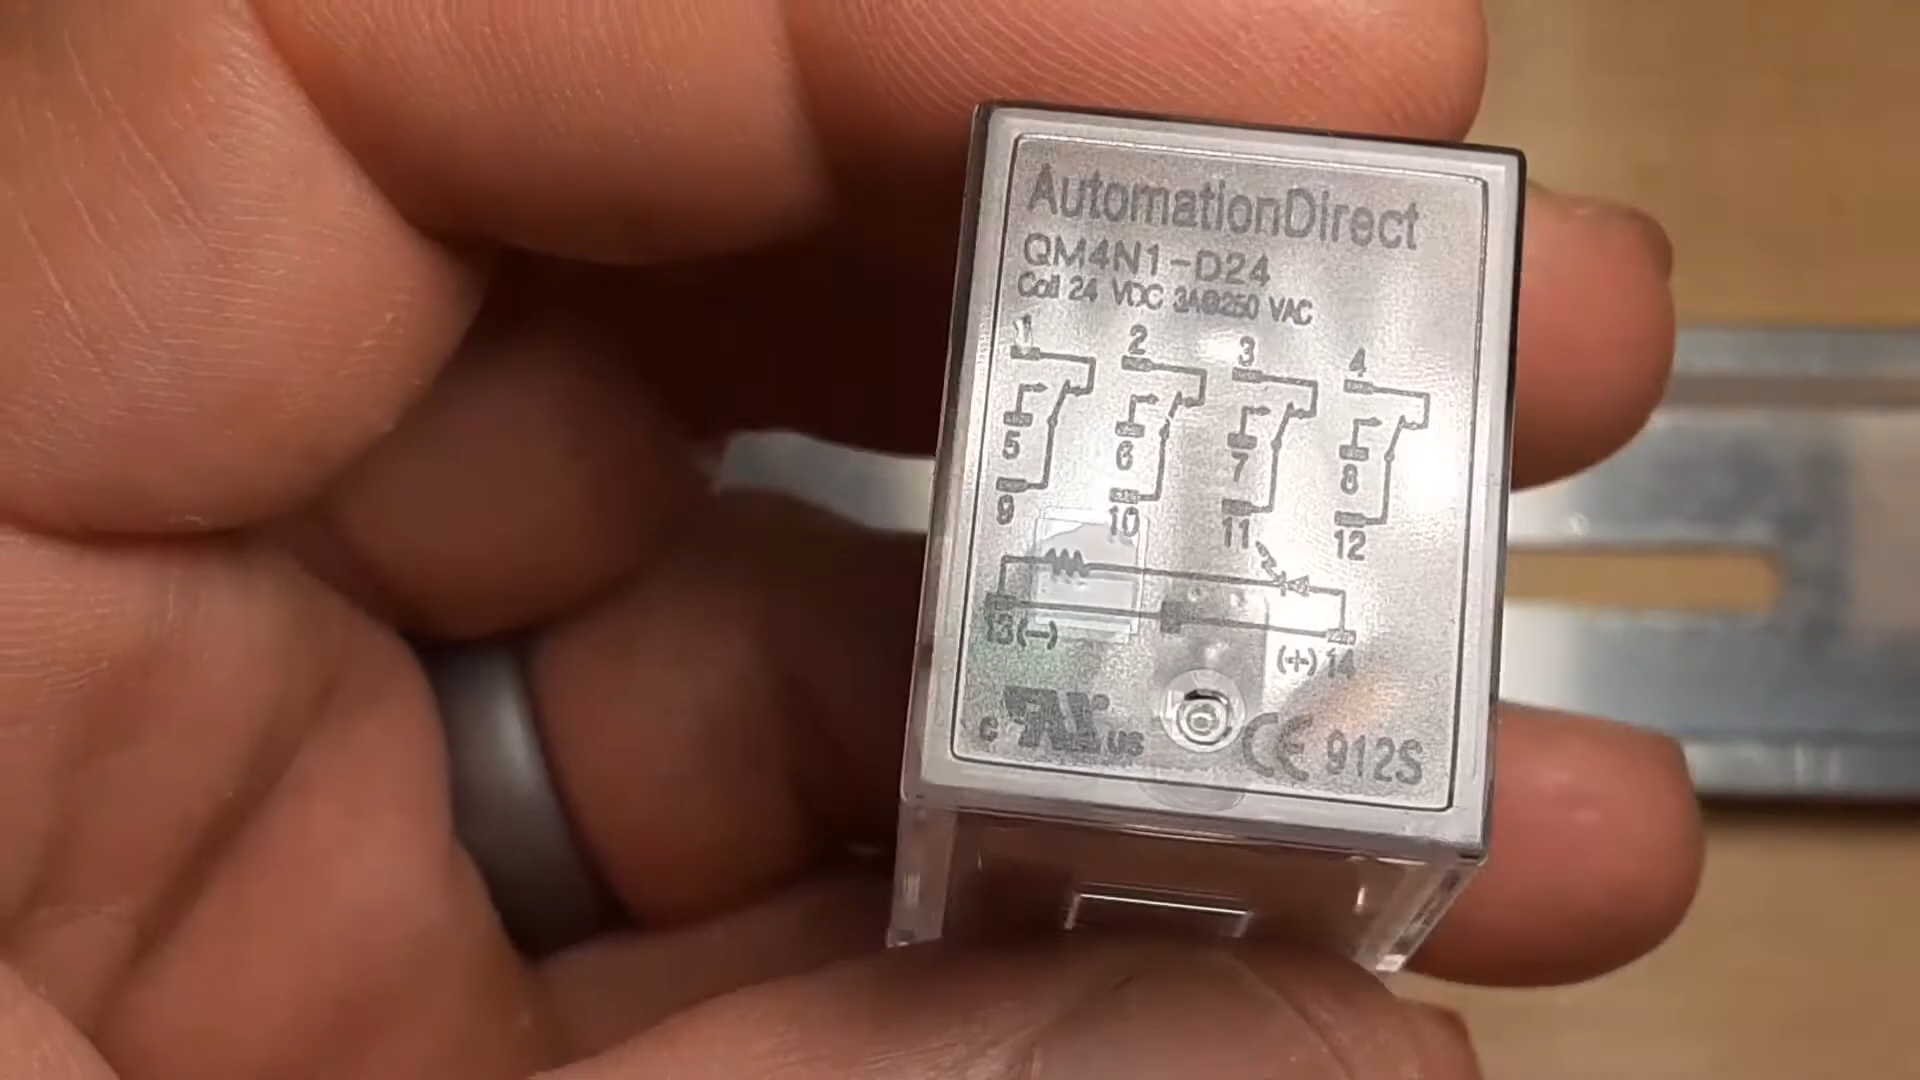 AutomationDirect
QM4N1-D24
Coil 24 VDC 3A@250 VAC
1 2 3 4
5 6 7 8
9 10 11 12
13(-) (+)14
c RU us CE 912S